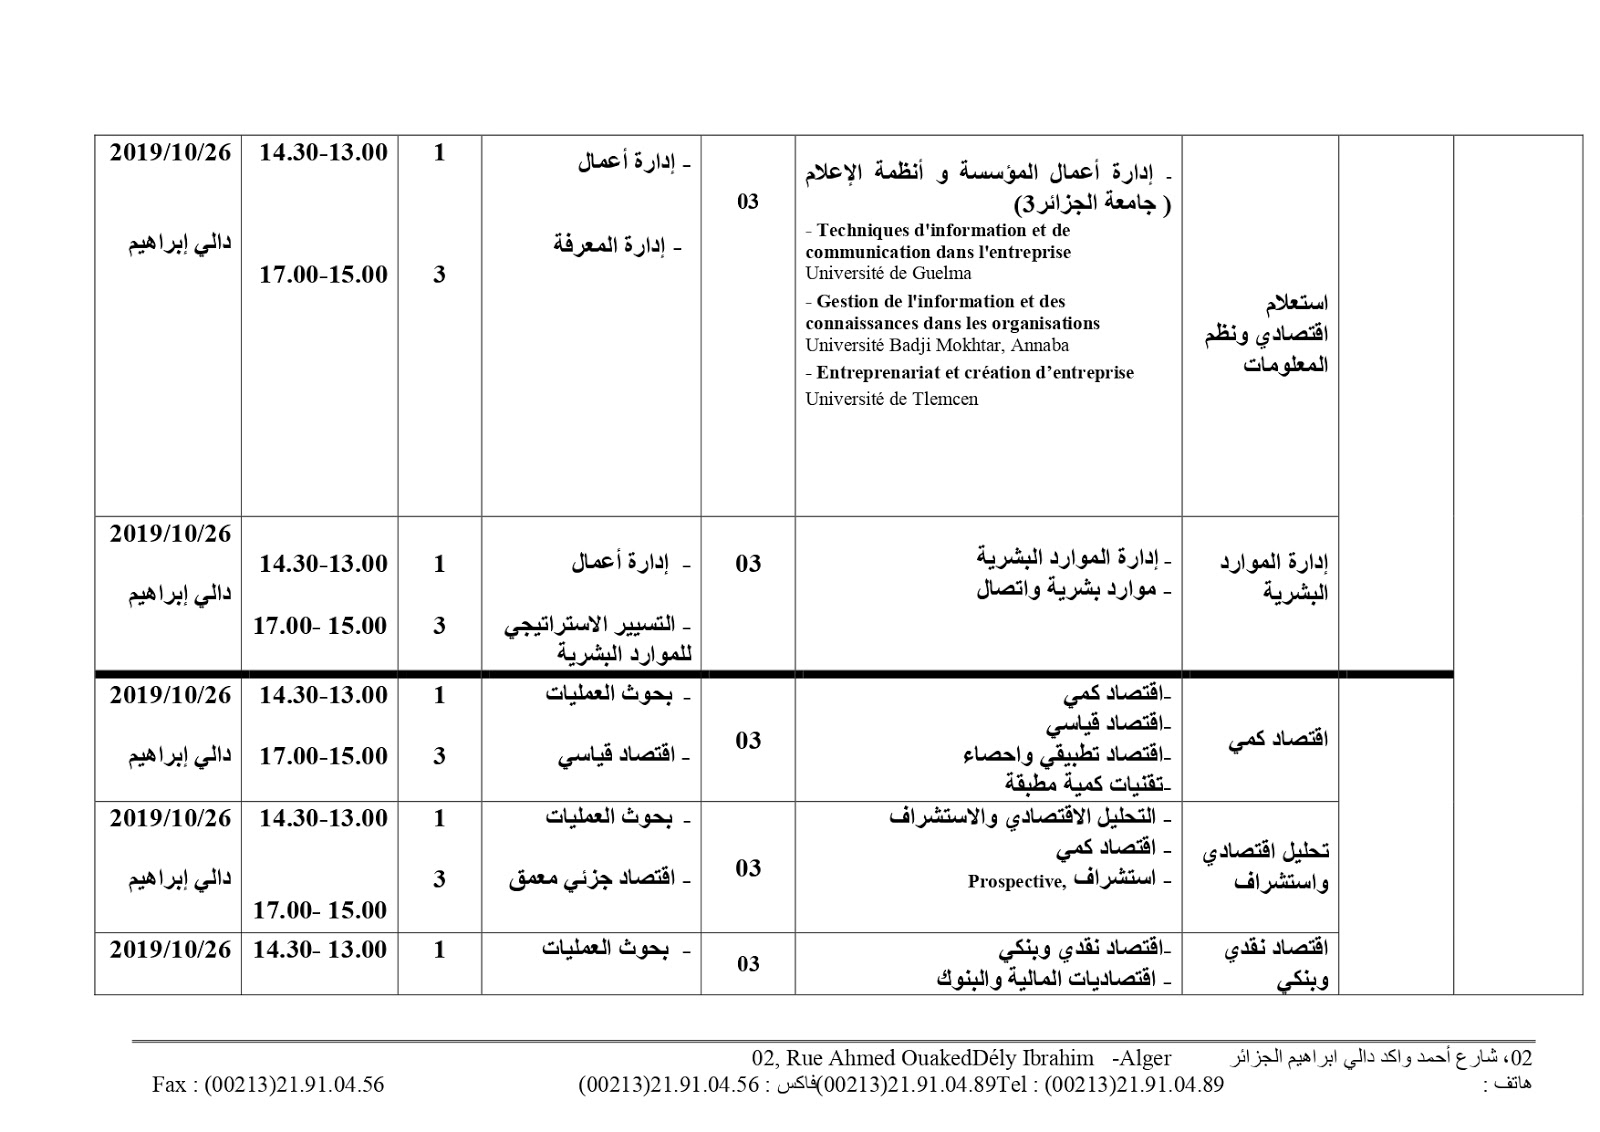 استعلام
اقتصادي ونظم
المعلومات
- إدارة أعمال المؤسسة و أنظمة الإعلام
( جامعة الجزائر3)
- Techniques d'information et de
communication dans l'entreprise
Université de Guelma
- Gestion de l'information et des
connaissances dans les organisations
Université Badji Mokhtar, Annaba
- Entreprenariat et création d’entreprise
Université de Tlemcen
03
- إدارة أعمال
- إدارة المعرفة
1
3
14.30-13.00
17.00-15.00
2019/10/26
دالي إبراهيم
إدارة الموارد
البشرية
- إدارة الموارد البشرية
- موارد بشرية واتصال
03
- إدارة أعمال
- التسيير الاستراتيجي
للموارد البشرية
1
3
14.30-13.00
17.00- 15.00
2019/10/26
دالي إبراهيم
اقتصاد كمي
-اقتصاد كمي
-اقتصاد قياسي
-اقتصاد تطبيقي واحصاء
-تقنيات كمية مطبقة
03
- بحوث العمليات
- اقتصاد قياسي
1
3
14.30-13.00
17.00-15.00
2019/10/26
دالي إبراهيم
تحليل اقتصادي
واستشراف
- التحليل الاقتصادي والاستشراف
- اقتصاد كمي
- استشراف Prospective,
03
- بحوث العمليات
- اقتصاد جزئي معمق
1
3
14.30-13.00
17.00- 15.00
2019/10/26
دالي إبراهيم
اقتصاد نقدي
وبنكي
-اقتصاد نقدي وبنكي
- اقتصاديات المالية والبنوك
03
- بحوث العمليات
1
14.30- 13.00
2019/10/26
02، شارع أحمد واكد دالي ابراهيم الجزائر 02, Rue Ahmed OuakedDély Ibrahim -Alger
هاتف : (00213)21.91.04.89Tel : (00213)21.91.04.89 فاكس : (00213)21.91.04.56 Fax : (00213)21.91.04.56